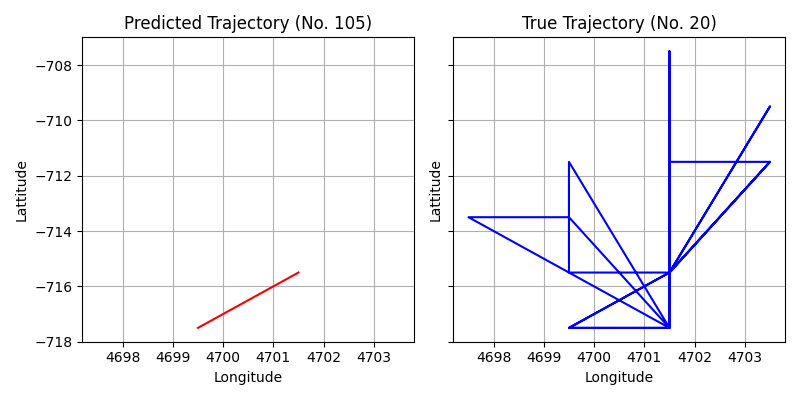 Predicted Trajectory (No. 105)
True Trajectory (No. 20)
−708
−710
−712
−714
−716
−718
Lattitude
Lattitude
4698 4699 4700 4701 4702 4703
4698 4699 4700 4701 4702 4703
Longitude
Longitude